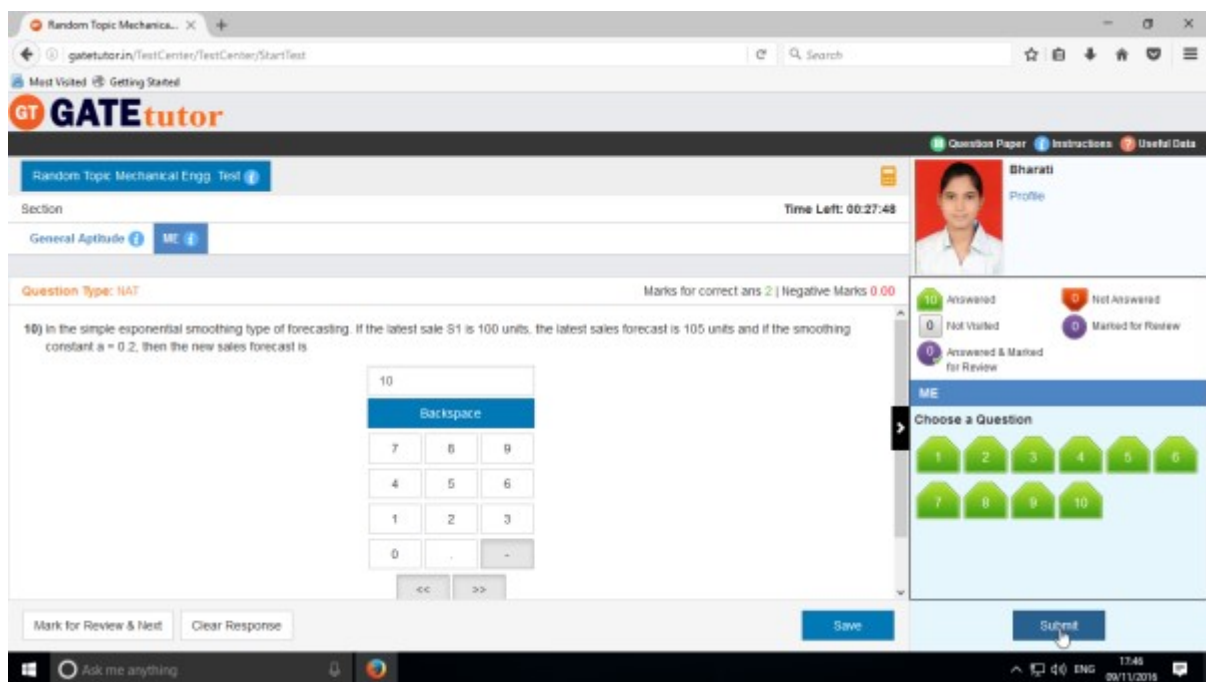 Random Topic Mechanica...
gatetutor.in/TestCenter/TestCenter/StartTest
Search
Most Visited
Getting Started
GT GATEtutor
Question Paper
Instructions
Useful Data
Random Topic Mechanical Engg. Test
Section
Time Left: 00:27:48
General Aptitude
ME
Bharati
Profile
Question Type: NAT
Marks for correct ans 2 | Negative Marks 0.00
10) In the simple exponential smoothing type of forecasting. If the latest sale S1 is 100 units. the latest sales forecast is 105 units and if the smoothing
constant a = 0.2, then the new sales forecast is
10
Backspace
7 8 9
4 5 6
1 2 3
0 . -
<< >>
10 Answered
0 Not Answered
0 Not Visited
0 Marked for Review
0 Answered & Marked
for Review
ME
Choose a Question
1 2 3 4 5 6
7 8 9 10
Mark for Review & Next
Clear Response
Save
Submit
Ask me anything
ENG
17:46
09/11/2016